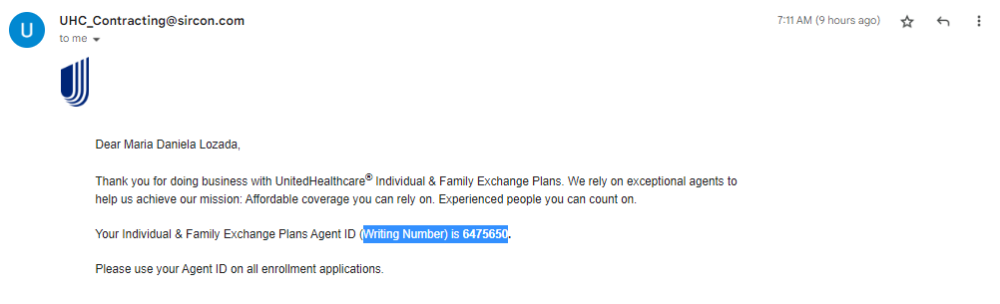 UHC_Contracting@sircon.com
7:11 AM (9 hours ago)
to me
U
Dear Maria Daniela Lozada,
Thank you for doing business with UnitedHealthcare® Individual & Family Exchange Plans. We rely on exceptional agents to
help us achieve our mission: Affordable coverage you can rely on. Experienced people you can count on.
Your Individual & Family Exchange Plans Agent ID (Writing Number) is 6475650.
Please use your Agent ID on all enrollment applications.